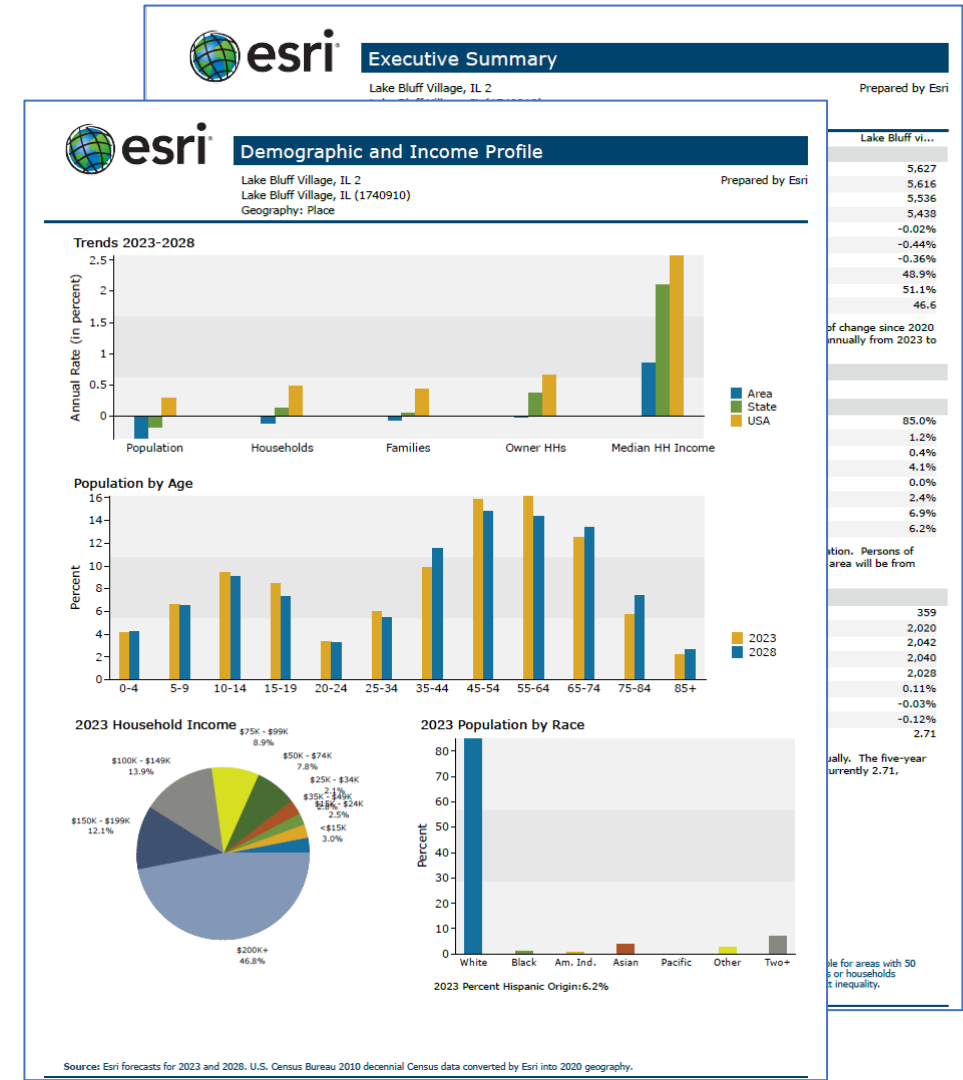 esri
Executive Summary
Lake Bluff Village, IL 2
Prepared by Esri
Lake Bluff vi...
5,627
5,616
5,536
5,438
-0.02%
-0.44%
-0.36%
48.9%
51.1%
46.6
of change since 2020
annually from 2023 to
85.0%
1.2%
0.4%
4.1%
0.0%
2.4%
6.9%
6.2%
ation. Persons of
area will be from
359
2,020
2,042
2,040
2,028
0.11%
-0.03%
-0.12%
2.71
ually. The five-year
urrently 2.71,
ble for areas with 50
s or households
t inequality.
esri
Demographic and Income Profile
Lake Bluff Village, IL 2
Prepared by Esri
Lake Bluff Village, IL (1740910)
Geography: Place
Trends 2023-2028
Annual Rate (in percent)
2.5
2
1.5
1
0.5
0
Population Households Families Owner HHs Median HH Income
Area
State
USA
Population by Age
Percent
16
14
12
10
8
6
4
2
0
0-4 5-9 10-14 15-19 20-24 25-34 35-44 45-54 55-64 65-74 75-84 85+
2023
2028
2023 Household Income
$75K - $99K
8.9%
$50K - $74K
7.8%
$100K - $149K
13.9%
$25K - $34K
2.1%
$35K - $49K
2.8%
$15K - $24K
2.5%
$150K - $199K
12.1%
<$15K
3.0%
$200K+
46.8%
2023 Population by Race
Percent
80
70
60
50
40
30
20
10
0
White Black Am. Ind. Asian Pacific Other Two+
2023 Percent Hispanic Origin:6.2%
Source: Esri forecasts for 2023 and 2028. U.S. Census Bureau 2010 decennial Census data converted by Esri into 2020 geography.